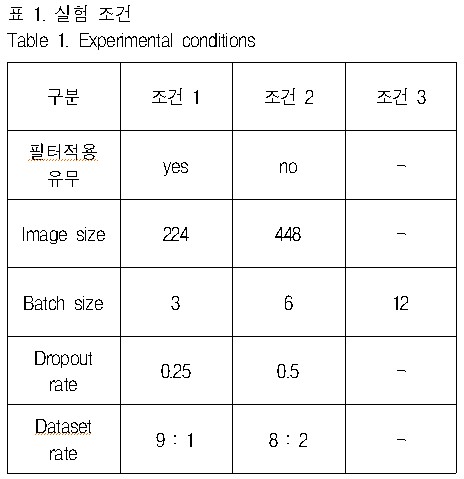 표 1. 실험 조건
Table 1. Experimental conditions
구분 조건 1 조건 2 조건 3
필터적용
유무 yes no -
Image size 224 448 -
Batch size 3 6 12
Dropout
rate 0.25 0.5 -
Dataset
rate 9 : 1 8 : 2 -